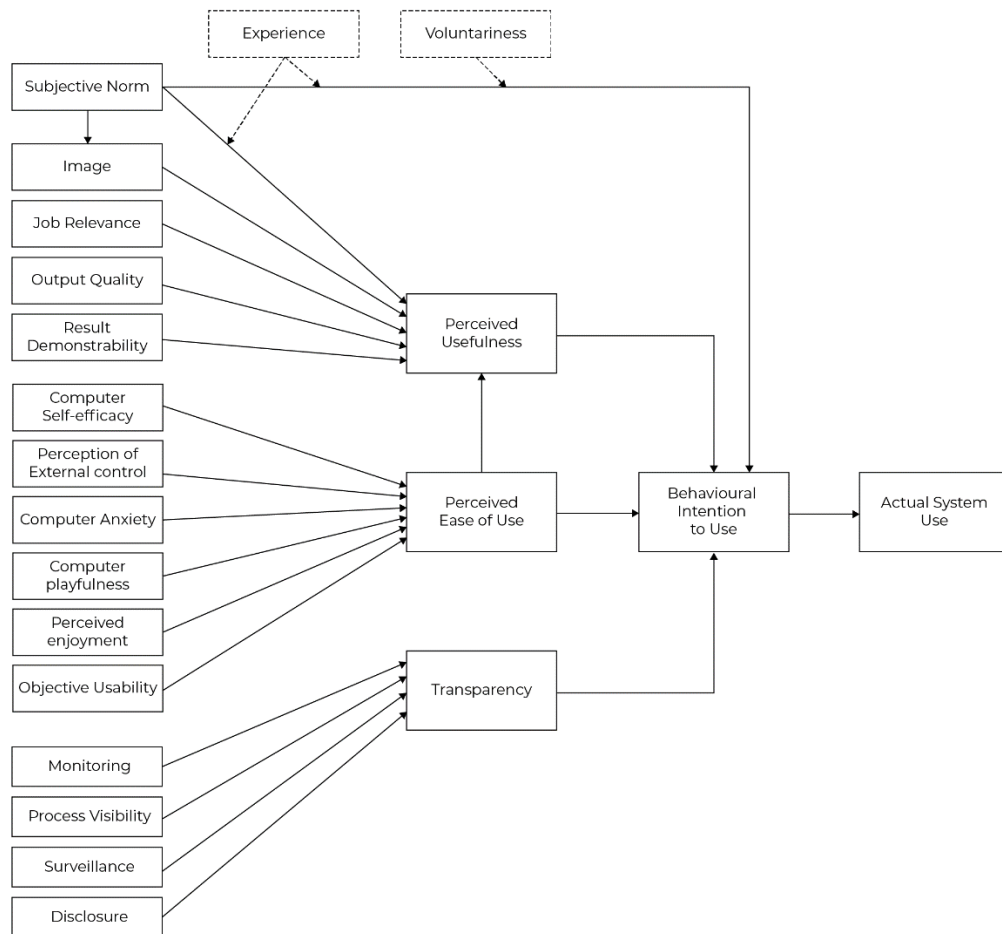 Experience
Voluntariness
Subjective Norm
Image
Job Relevance
Output Quality
Result
Demonstrability
Perceived
Usefulness
Computer
Self-efficacy
Perception of
External control
Computer Anxiety
Computer
playfulness
Perceived
enjoyment
Objective Usability
Perceived
Ease of Use
Behavioural
Intention
to Use
Actual System
Use
Transparency
Monitoring
Process Visibility
Surveillance
Disclosure